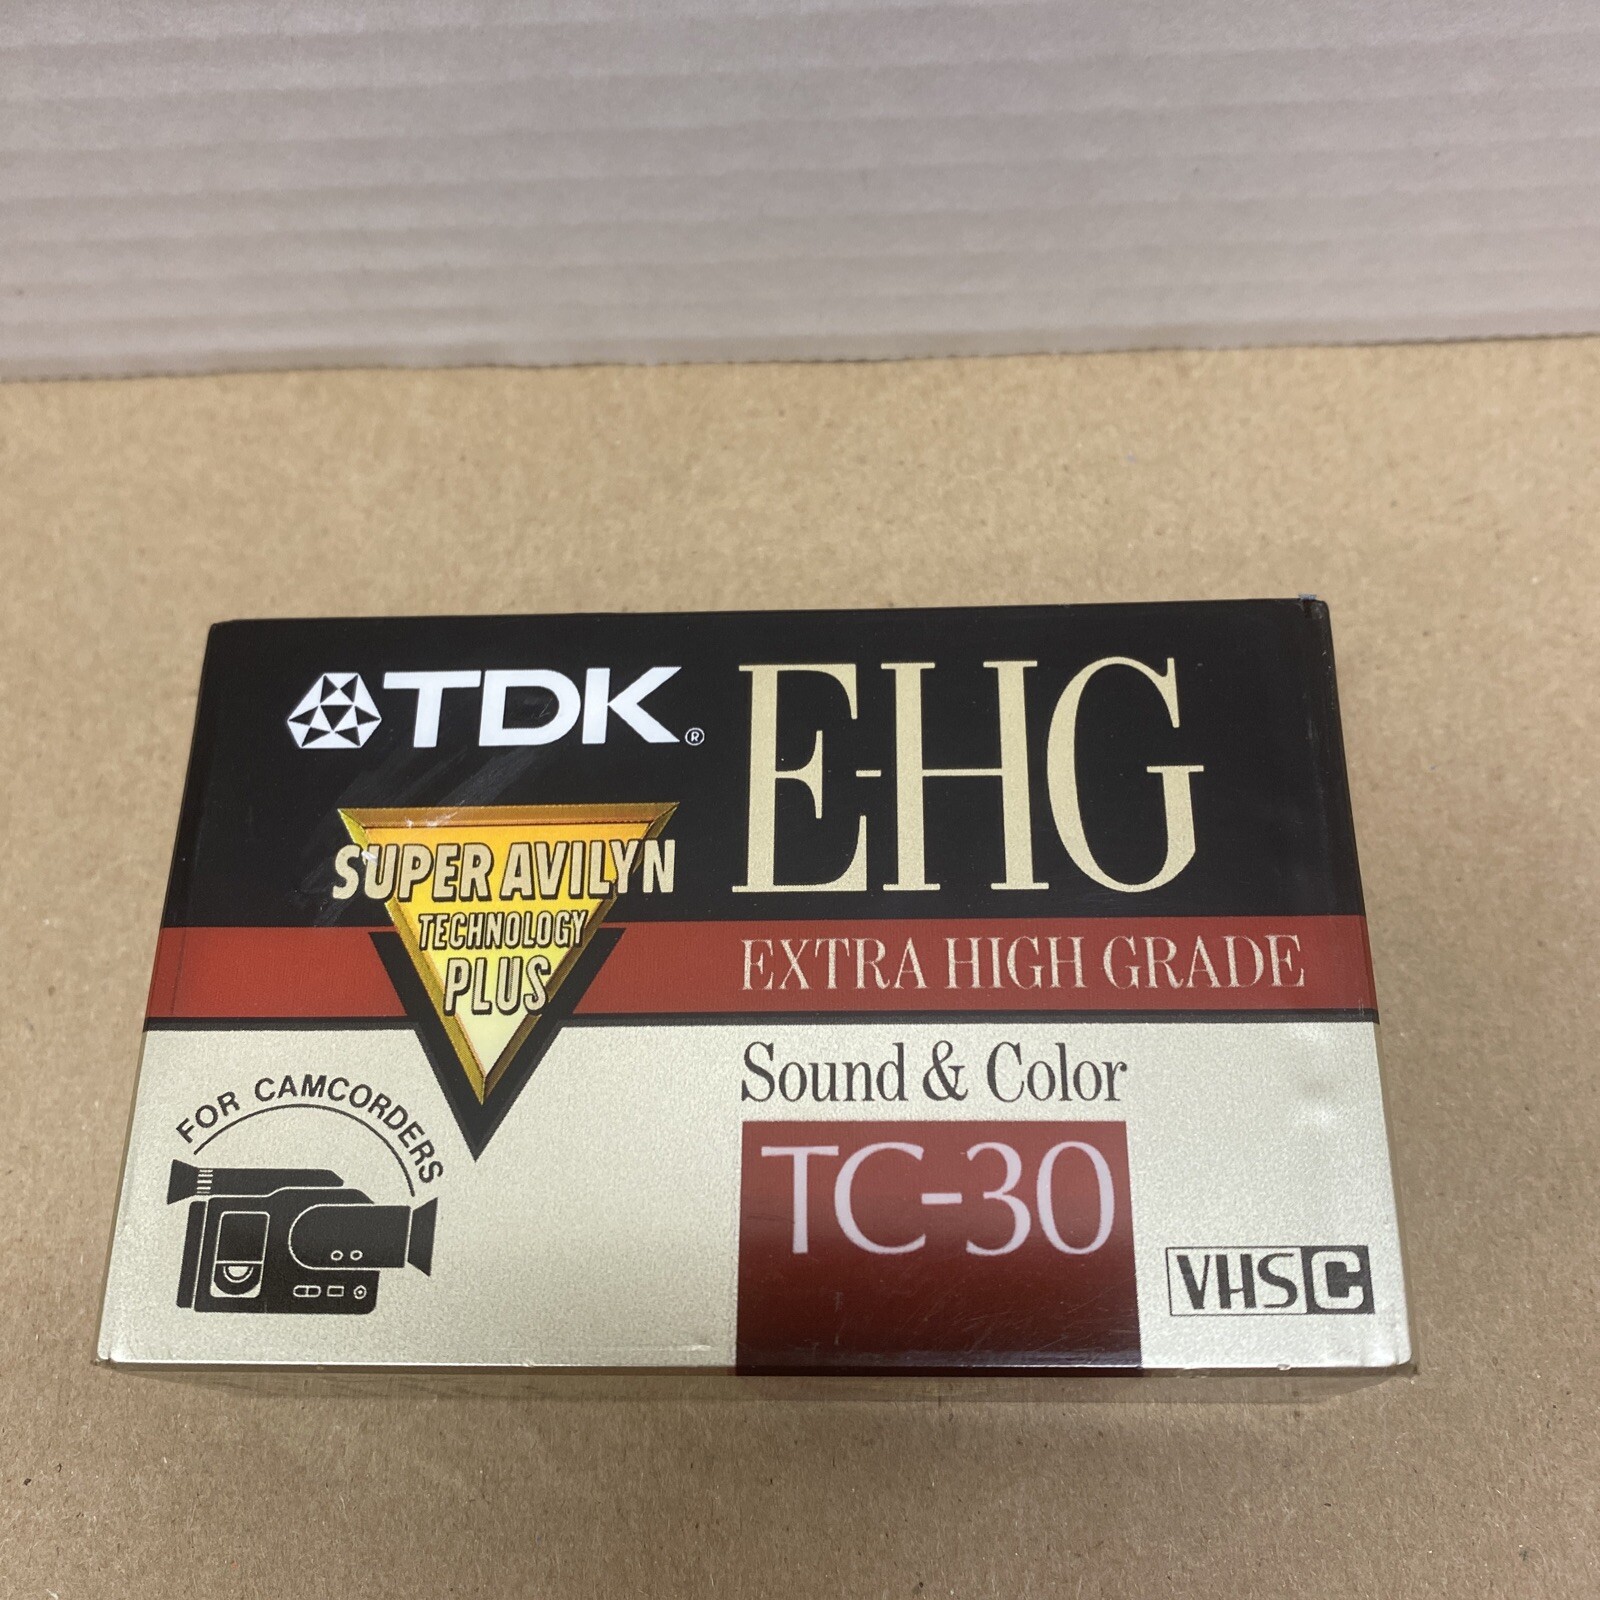 TDK®
E-HG
SUPER AVILYN
TECHNOLOGY
PLUS
EXTRA HIGH GRADE
Sound & Color
FOR CAMCORDERS
TC-30
VHS C